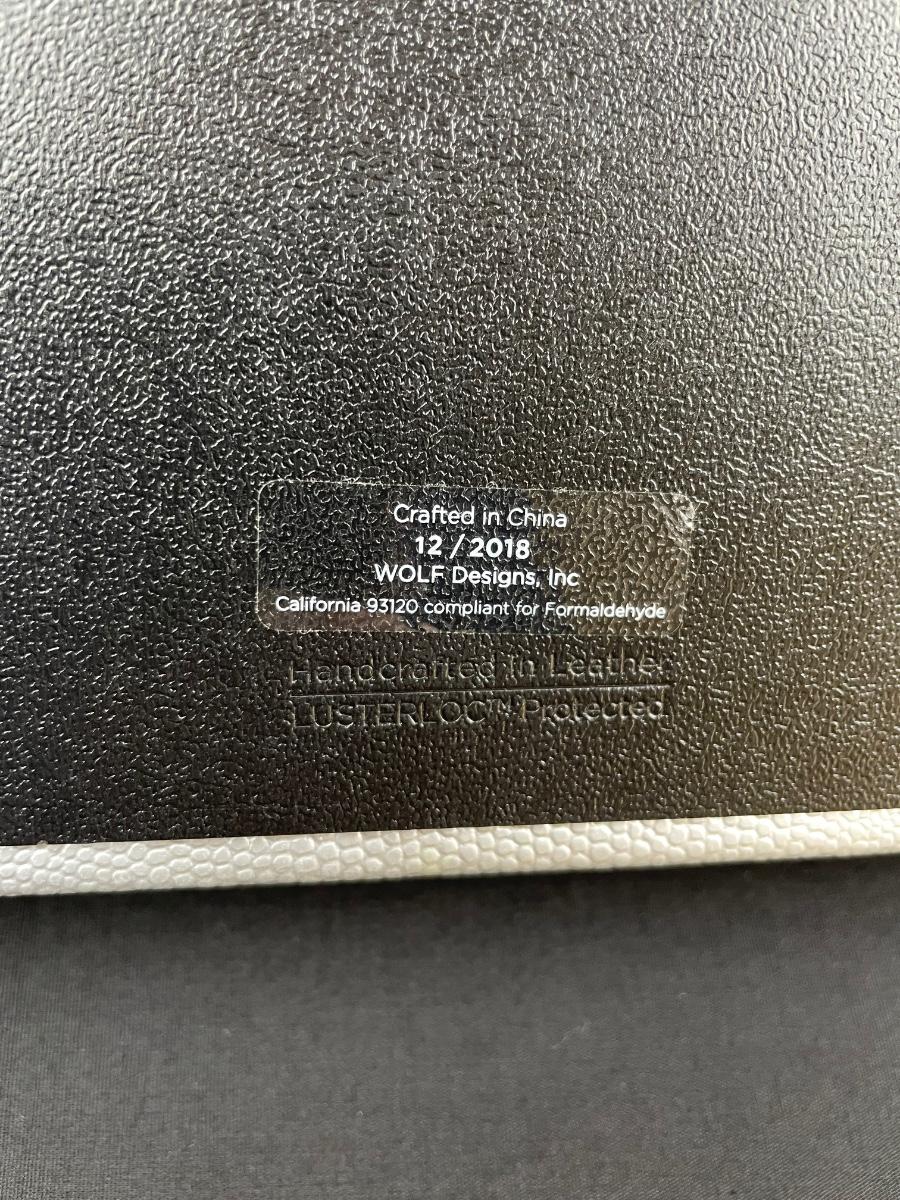 Crafted in China
12 / 2018
WOLF Designs, Inc
California 93120 compliant for Formaldehyde
Handcrafted in Leather
LUSTERLOC™ Protected